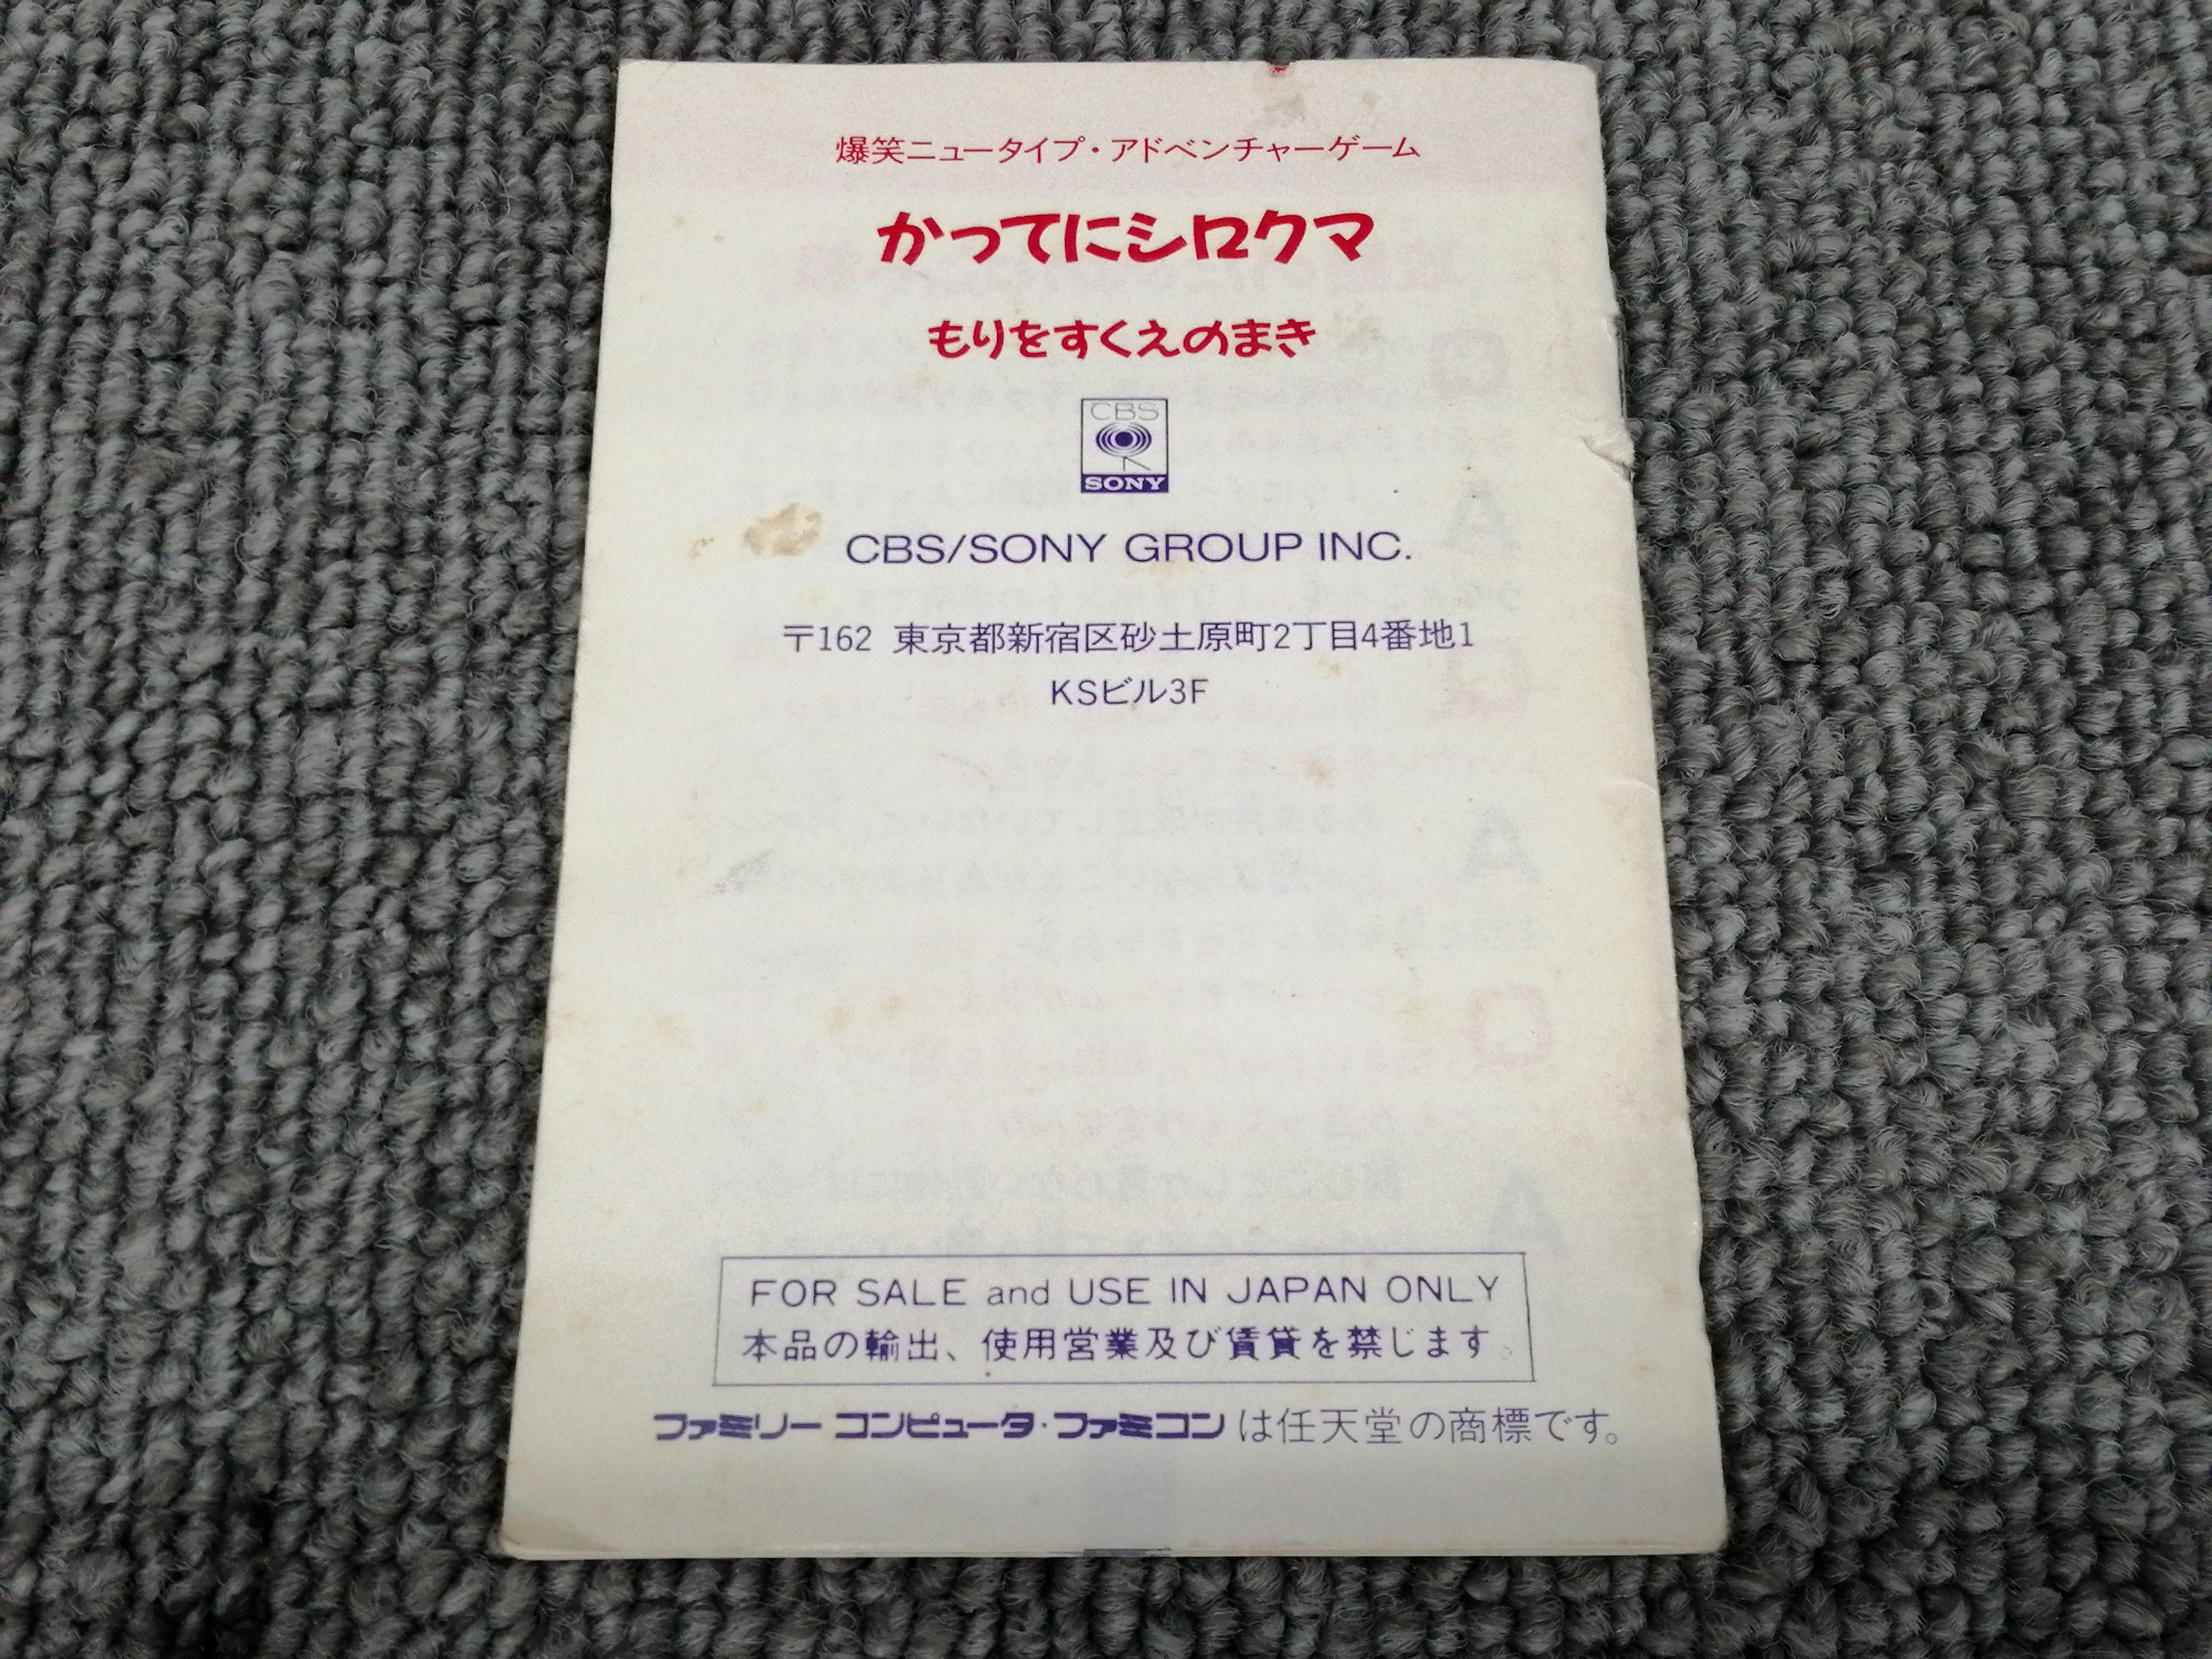 爆笑ニュータイプ・アドベンチャーゲーム
かってにシロクマ
もりをすくえのまき
CBS
SONY
CBS/SONY GROUP INC.
〒162 東京都新宿区砂土原町2丁目4番地1
KSビル3F
FOR SALE and USE IN JAPAN ONLY
本品の輸出、使用営業及び賃貸を禁じます。
ファミリー コンピュータ・ファミコンは任天堂の商標です。